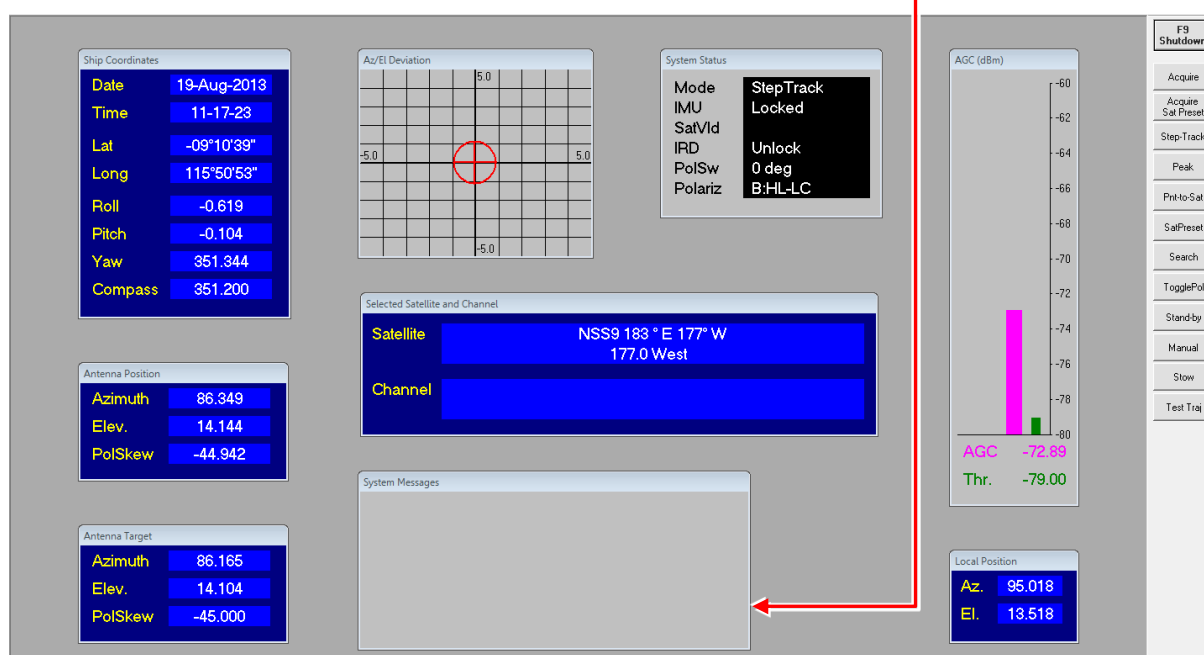 Ship Coordinates
Date 19-Aug-2013
Time 11-17-23
Lat -09°10'39"
Long 115°50'53"
Roll -0.619
Pitch -0.104
Yaw 351.344
Compass 351.200
Antenna Position
Azimuth 86.349
Elev. 14.144
PolSkew -44.942
Antenna Target
Azimuth 86.165
Elev. 14.104
PolSkew -45.000
Az/El Deviation
5.0
-5.0 5.0
-5.0
System Status
Mode StepTrack
IMU Locked
SatVld
IRD Unlock
PolSw 0 deg
Polariz B:HL-LC
Selected Satellite and Channel
Satellite NSS9 183 ° E 177° W
177.0 West
Channel
System Messages
AGC (dBm)
-60
-62
-64
-66
-68
-70
-72
-74
-76
-78
-80
AGC -72.89
Thr. -79.00
Local Position
Az. 95.018
El. 13.518
F9
Shutdown
Acquire
Acquire
Sat Preset
Step-Track
Peak
Pnt-to-Sat
SatPreset
Search
TogglePol
Stand-by
Manual
Stow
Test Traj